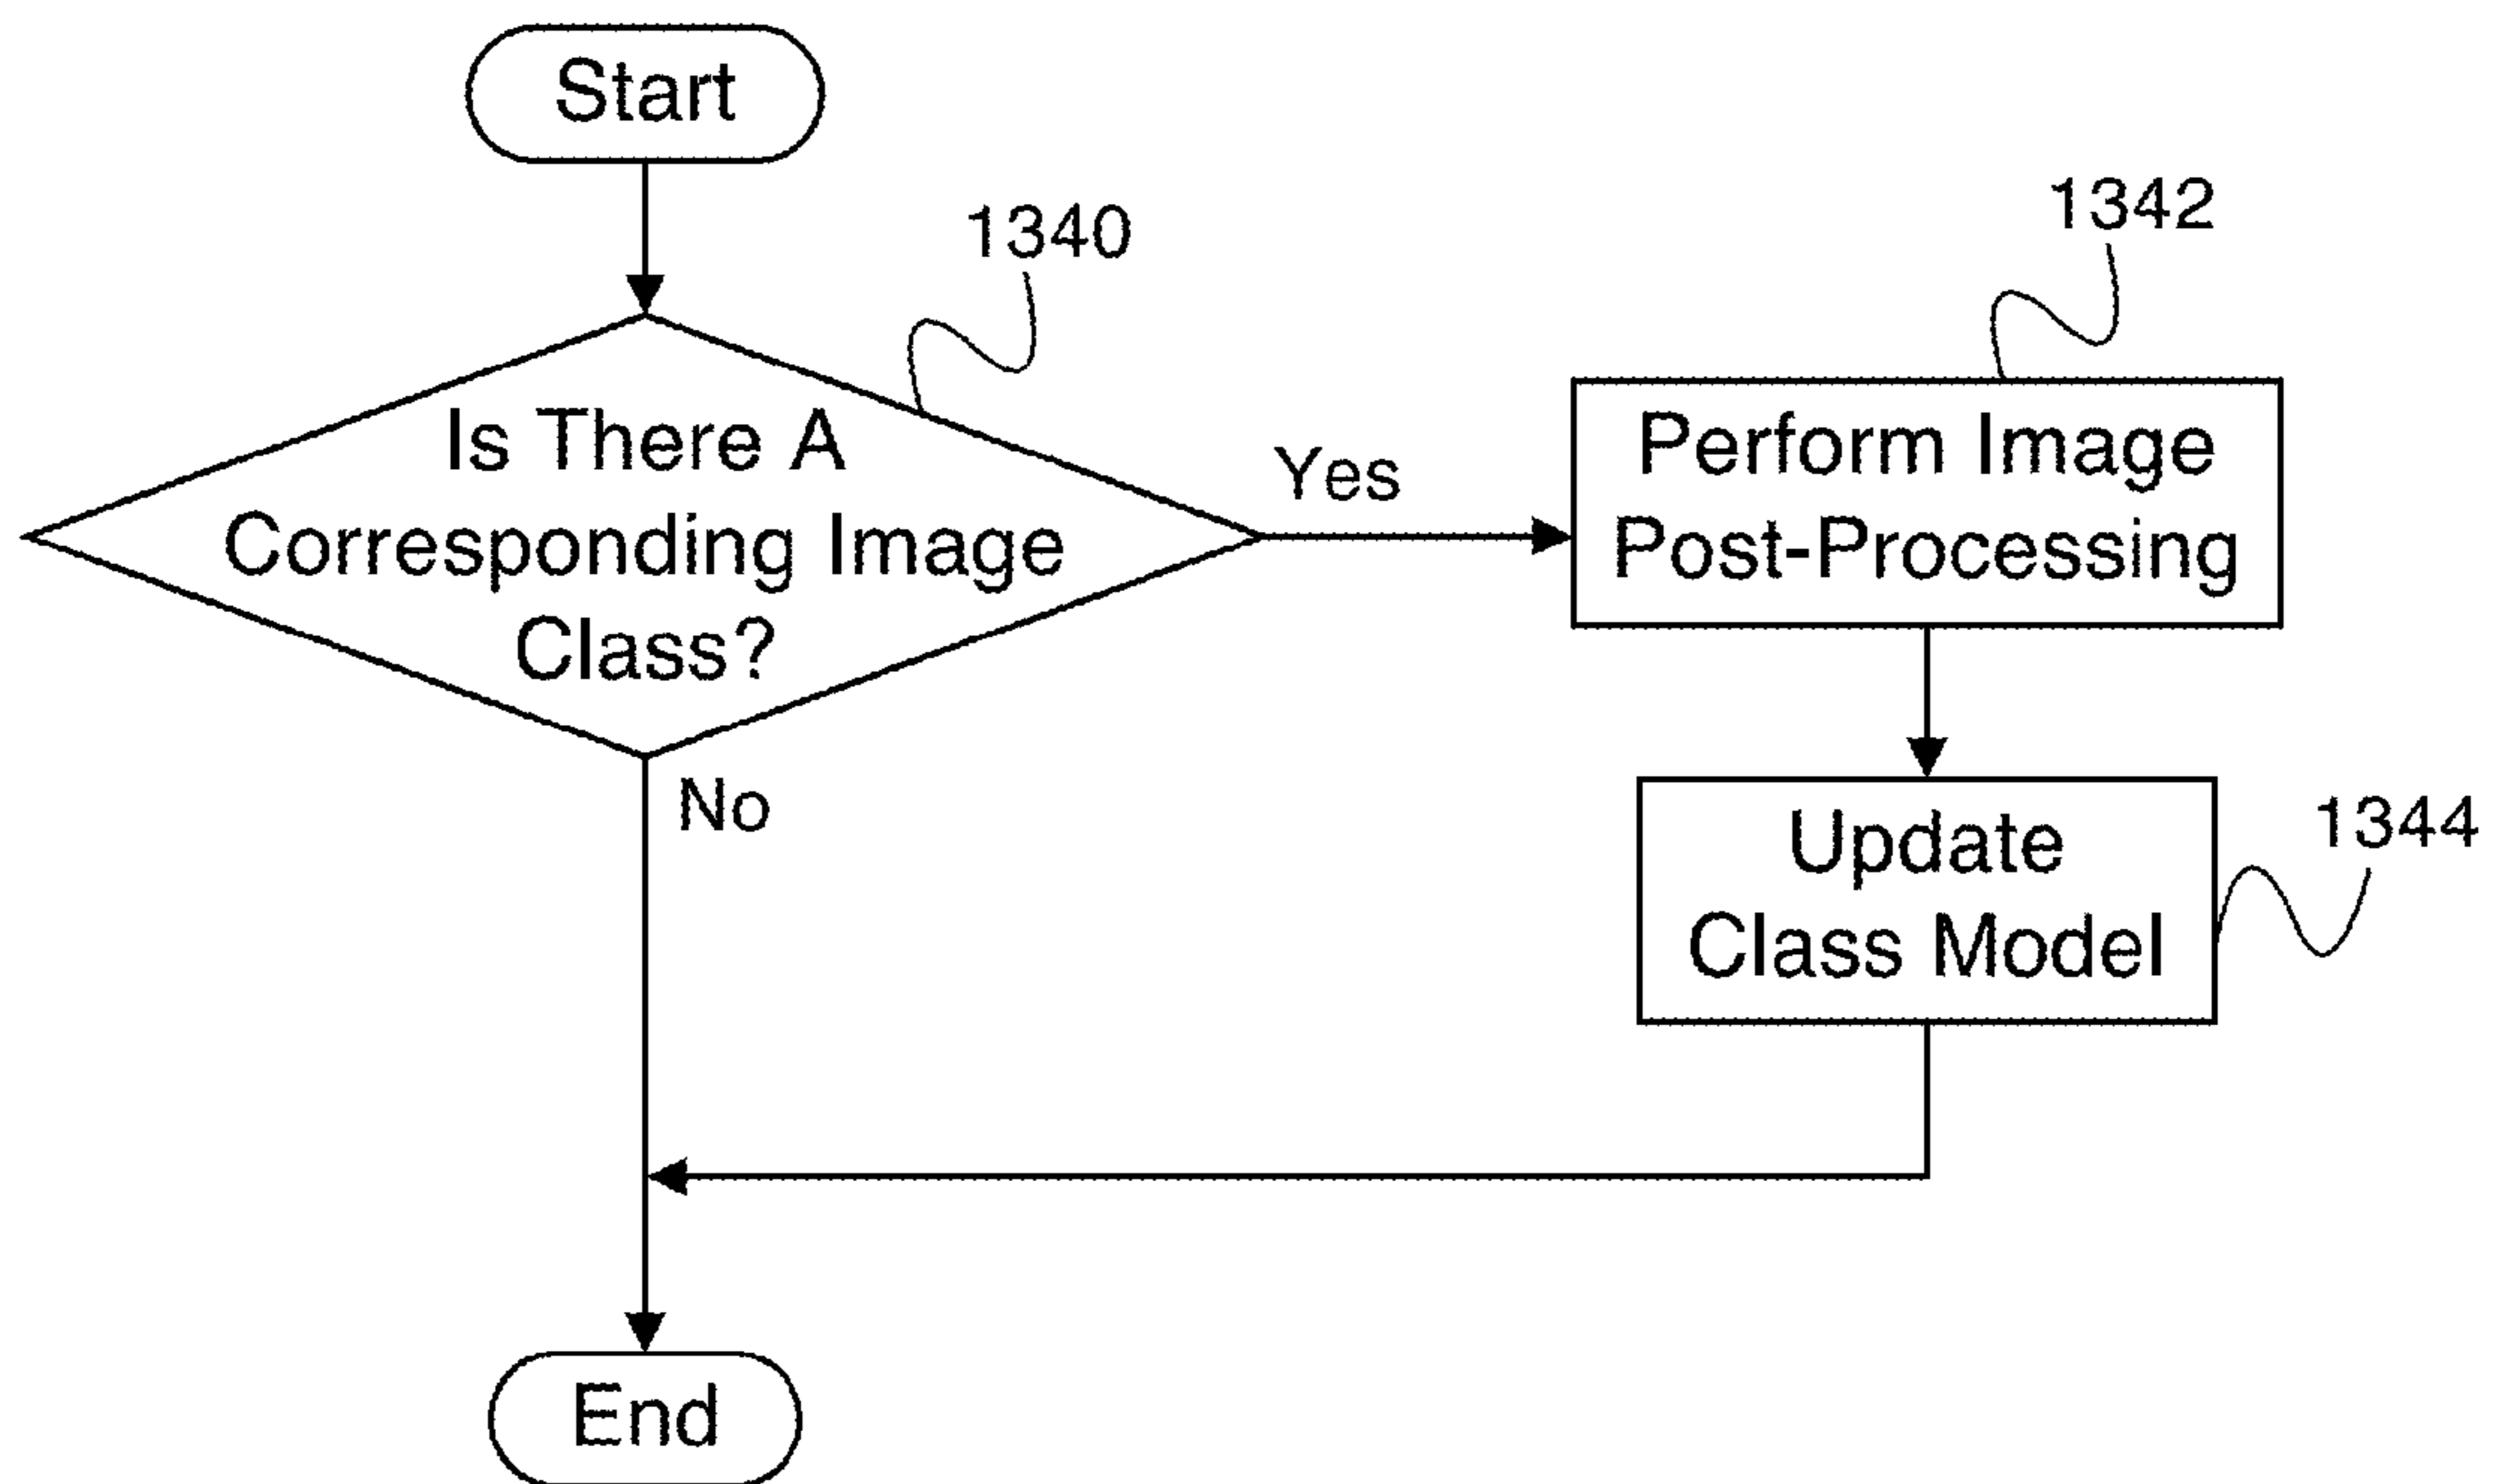 Start
1340
1342
Is There A
Corresponding Image
Class?
Yes
Perform Image
Post-Processing
No
Update
Class Model
1344
End